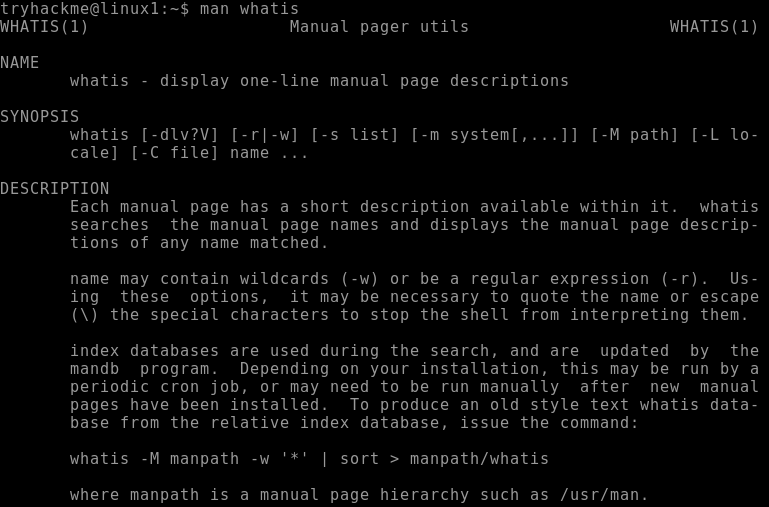 tryhackme@linux1:~$ man whatis
WHATIS(1)                    Manual pager utils                    WHATIS(1)

NAME
       whatis - display one-line manual page descriptions

SYNOPSIS
       whatis [-dlv?V] [-r|-w] [-s list] [-m system[,...]] [-M path] [-L lo-
       cale] [-C file] name ...

DESCRIPTION
       Each manual page has a short description available within it.  whatis
       searches  the manual page names and displays the manual page descrip-
       tions of any name matched.

       name may contain wildcards (-w) or be a regular expression (-r).  Us-
       ing  these  options,  it may be necessary to quote the name or escape
       (\) the special characters to stop the shell from interpreting them.

       index databases are used during the search, and are  updated  by  the
       mandb  program.  Depending on your installation, this may be run by a
       periodic cron job, or may need to be run manually  after  new  manual
       pages have been installed.  To produce an old style text whatis data-
       base from the relative index database, issue the command:

       whatis -M manpath -w '*' | sort > manpath/whatis

       where manpath is a manual page hierarchy such as /usr/man.